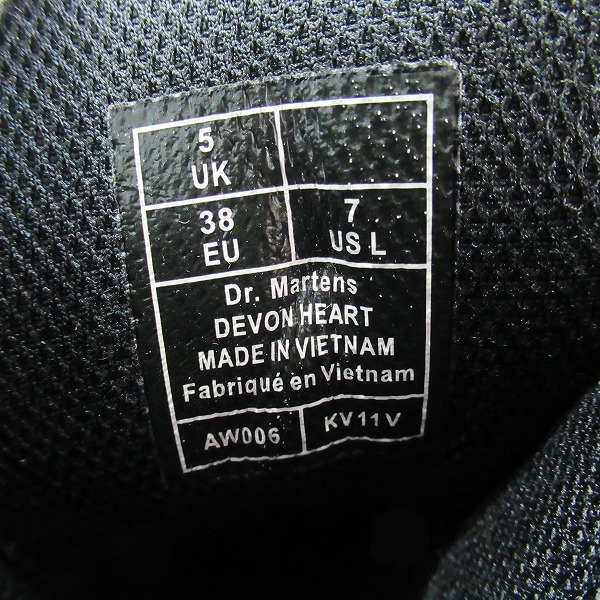 5
UK
38
EU
7
US L
Dr. Martens
DEVON HEART
MADE IN VIETNAM
Fabriqué en Vietnam
AW006
KV11V